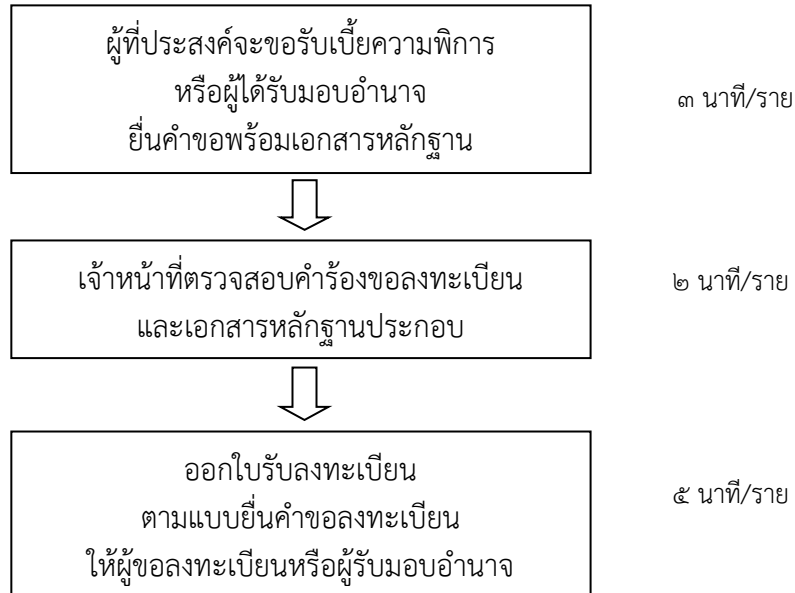 ผู้ที่ประสงค์จะขอรับเบี้ยความพิการ
หรือผู้ได้รับมอบอำนาจ
ยื่นคำขอพร้อมเอกสารหลักฐาน
๓ นาที/ราย
เจ้าหน้าที่ตรวจสอบคำร้องขอลงทะเบียน
และเอกสารหลักฐานประกอบ
๒ นาที/ราย
ออกใบรับลงทะเบียน
ตามแบบยื่นคำขอลงทะเบียน
ให้ผู้ขอลงทะเบียนหรือผู้รับมอบอำนาจ
๕ นาที/ราย